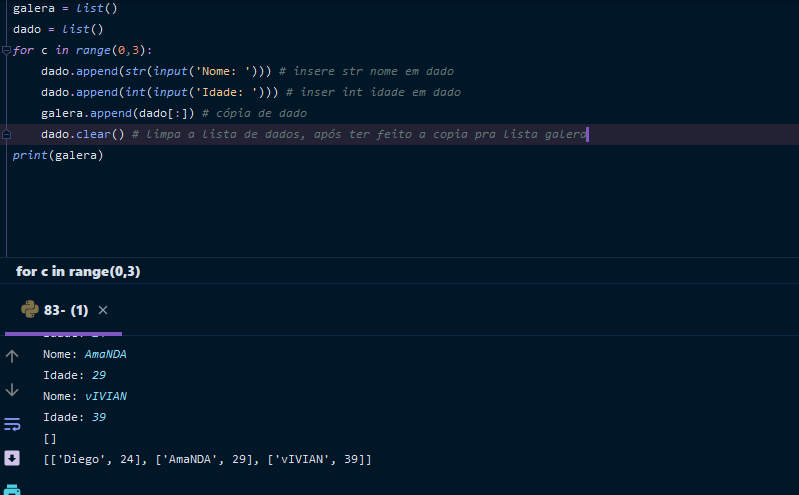 galera = list()
dado = list()
for c in range(0,3):
    dado.append(str(input('Nome: '))) # insere str nome em dado
    dado.append(int(input('Idade: '))) # inser int idade em dado
    galera.append(dado[:]) # cópia de dado
    dado.clear() # limpa a lista de dados, após ter feito a copia pra lista galera
print(galera)
for c in range(0,3)
83- (1) ×
Nome: AmaNDA
Idade: 29
Nome: vIVIAN
Idade: 39
[]
[['Diego', 24], ['AmaNDA', 29], ['vIVIAN', 39]]